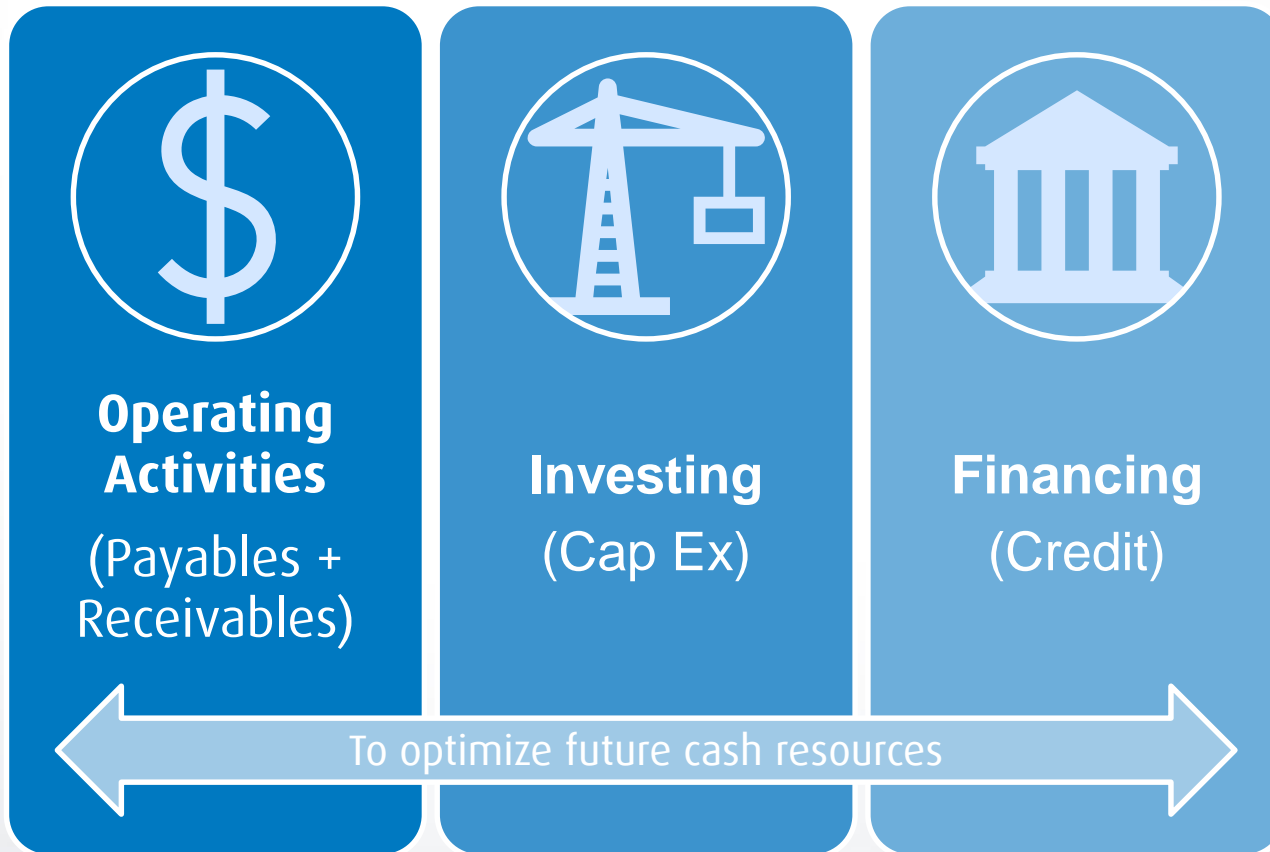 Operating
Activities
(Payables +
Receivables)
Investing
(Cap Ex)
Financing
(Credit)
To optimize future cash resources